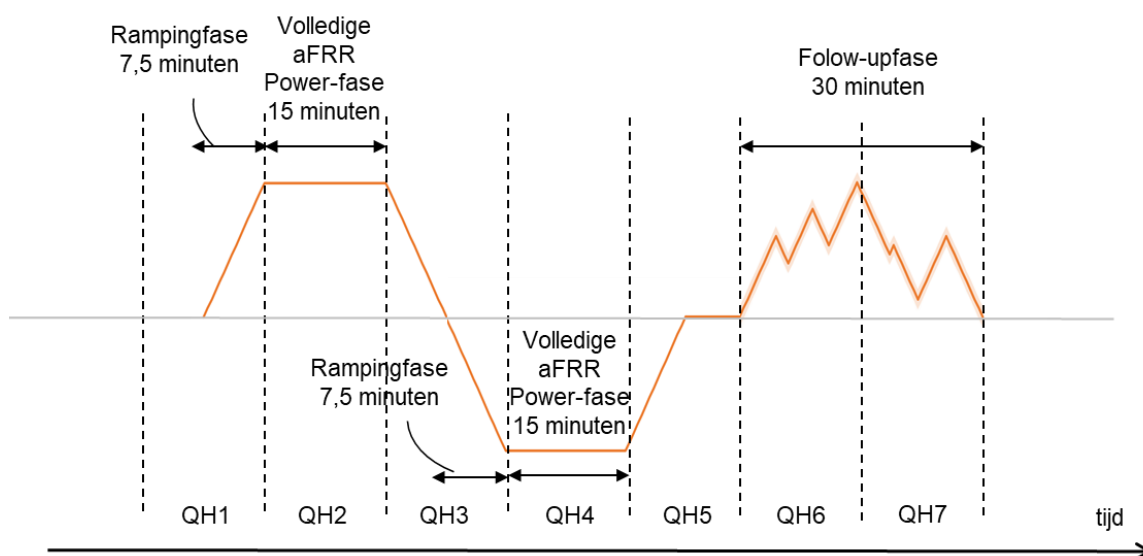 Rampingfase
7,5 minuten
Volledige
aFRR
Power-fase
15 minuten
Folow-upfase
30 minuten
Rampingfase
7,5 minuten
Volledige
aFRR
Power-fase
15 minuten
QH1
QH2
QH3
QH4
QH5
QH6
QH7
tijd